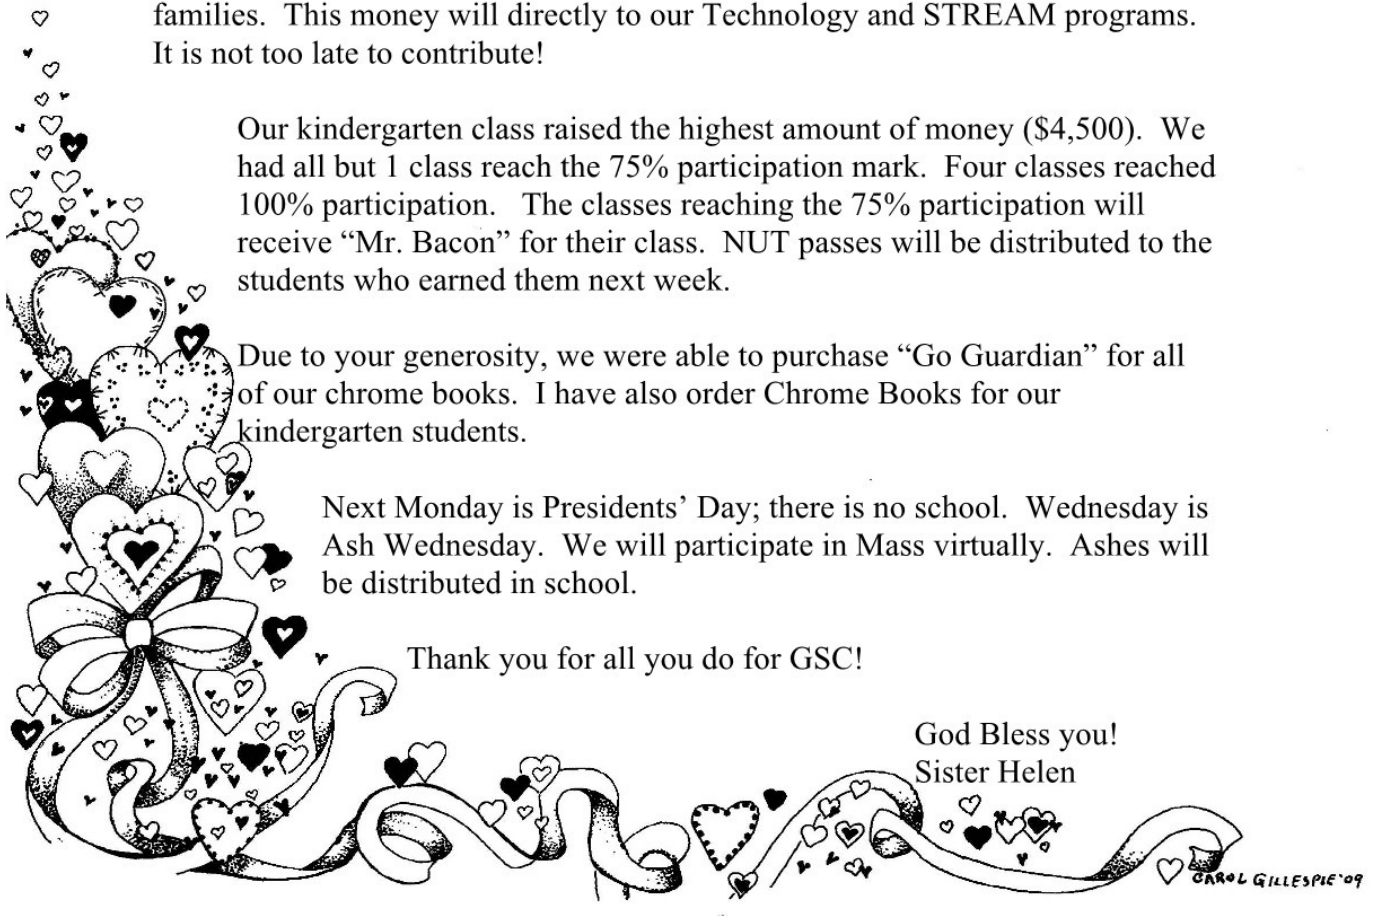 families.  This money will directly to our Technology and STREAM programs.
It is not too late to contribute!
Our kindergarten class raised the highest amount of money ($4,500).  We
had all but 1 class reach the 75% participation mark.  Four classes reached
100% participation.   The classes reaching the 75% participation will
receive “Mr. Bacon” for their class.  NUT passes will be distributed to the
students who earned them next week.
Due to your generosity, we were able to purchase “Go Guardian” for all
of our chrome books.  I have also order Chrome Books for our
kindergarten students.
Next Monday is Presidents’ Day; there is no school.  Wednesday is
Ash Wednesday.  We will participate in Mass virtually.  Ashes will
be distributed in school.
Thank you for all you do for GSC!
God Bless you!
Sister Helen
CAROL GILLESPIE '09